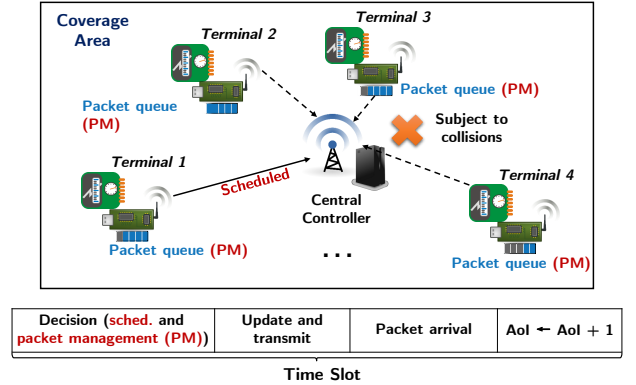 Coverage
Area
Terminal 2
Packet queue
(PM)
Terminal 3
Packet queue (PM)
Subject to
collisions
Terminal 1
Scheduled
Packet queue (PM)
Central
Controller
Terminal 4
Packet queue (PM)
...
Decision (sched. and
packet management (PM))
Update and
transmit
Packet arrival
AoI ← AoI + 1
Time Slot